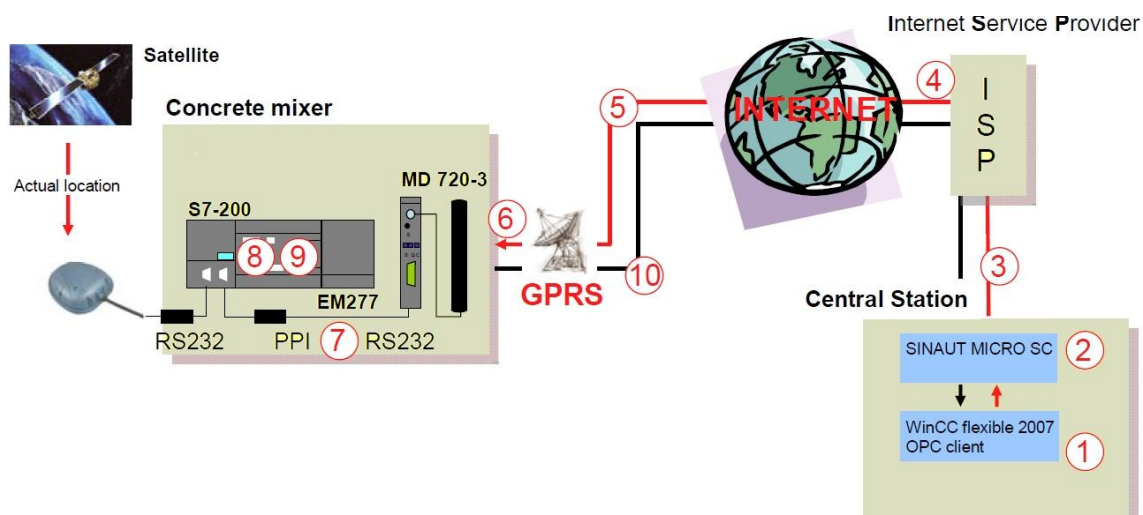 Internet Service Provider
Satellite
4
ISP
5
INTERNET
Concrete mixer
Actual location
MD 720-3
S7-200
6
8
9
GPRS
10
3
EM277
Central Station
RS232
PPI
7
RS232
SINAUT MICRO SC
2
WinCC flexible 2007
OPC client
1